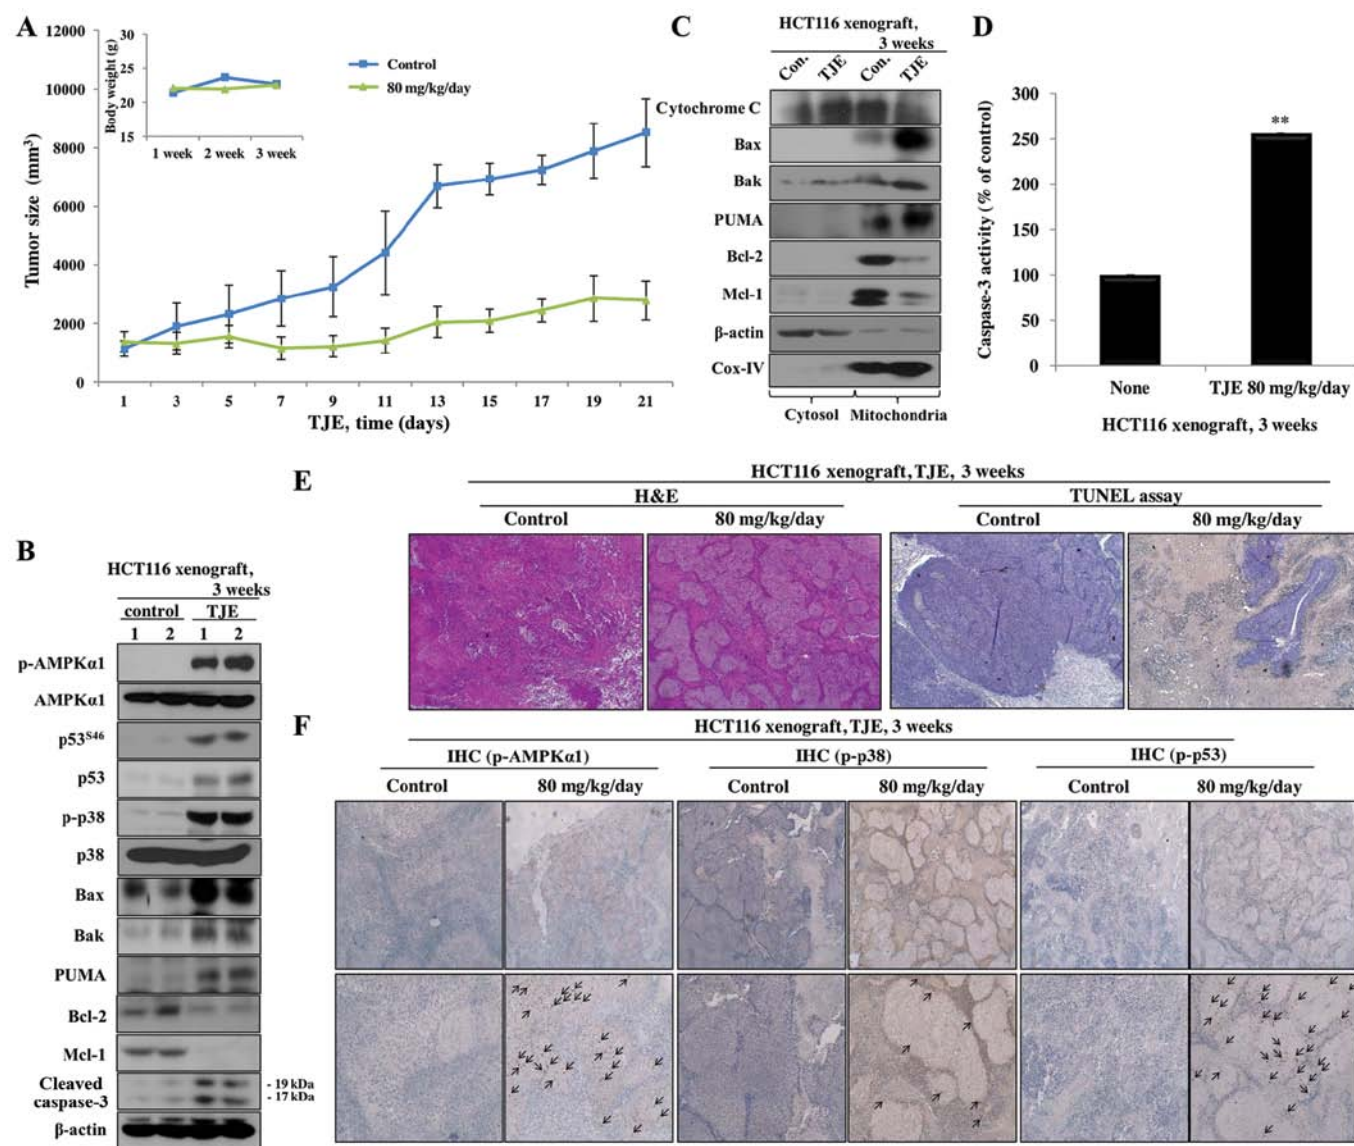 A
12000
10000
8000
6000
4000
2000
0
Tumor size (mm³)
30
25
20
15
Body weight (g)
1 week 2 week 3 week
Control
80 mg/kg/day
1 3 5 7 9 11 13 15 17 19 21
TJE, time (days)
C
HCT116 xenograft,
3 weeks
Con. TJE Con. TJE
Cytochrome C
Bax
Bak
PUMA
Bcl-2
Mcl-1
β-actin
Cox-IV
Cytosol Mitochondria
D
300
250
200
150
100
50
0
Caspase-3 activity (% of control)
**
None TJE 80 mg/kg/day
HCT116 xenograft, 3 weeks
B
HCT116 xenograft,
3 weeks
control TJE
1 2 1 2
p-AMPKα1
AMPKα1
p53S46
p53
p-p38
p38
Bax
Bak
PUMA
Bcl-2
Mcl-1
Cleaved
caspase-3
- 19 kDa
- 17 kDa
β-actin
E
HCT116 xenograft, TJE, 3 weeks
H&E TUNEL assay
Control 80 mg/kg/day Control 80 mg/kg/day
F
HCT116 xenograft, TJE, 3 weeks
IHC (p-AMPKα1) IHC (p-p38) IHC (p-p53)
Control 80 mg/kg/day Control 80 mg/kg/day Control 80 mg/kg/day